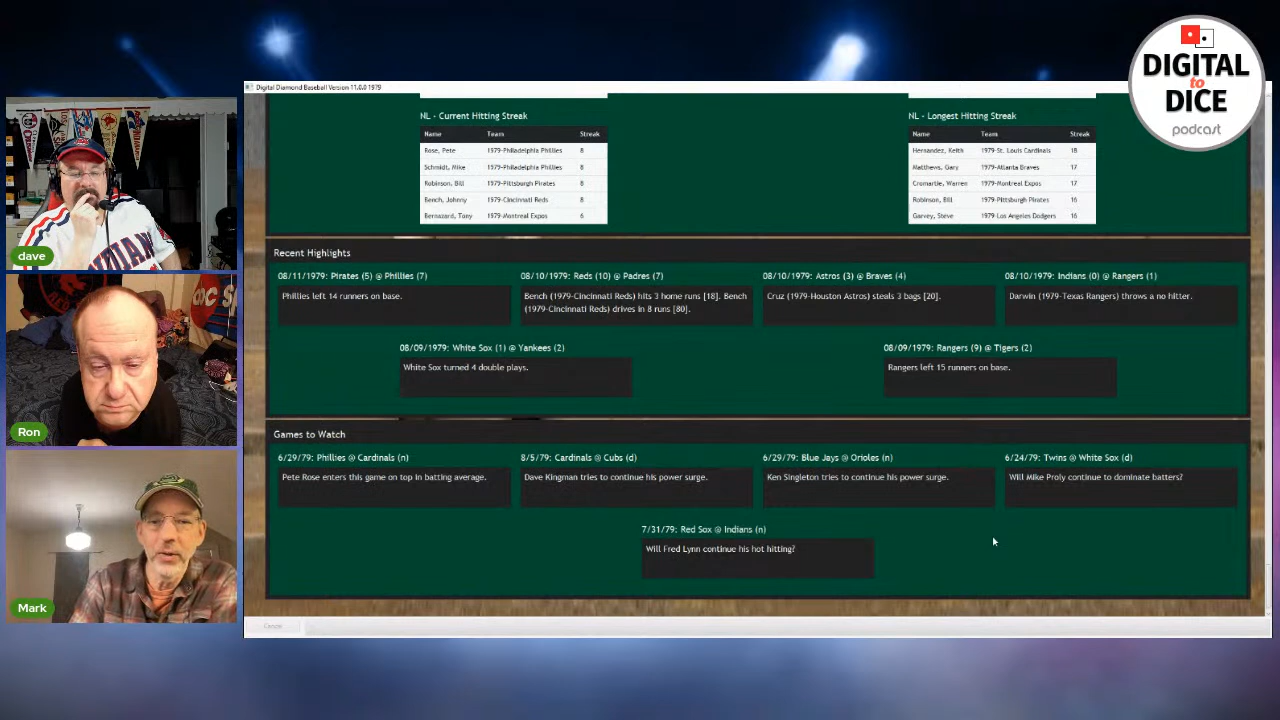 DIGITAL
to
DICE
podcast
Digital Diamond Baseball Version 11.0.0 1979
NL - Current Hitting Streak
Name Team Streak
Rose, Pete 1979-Philadelphia Phillies 8
Schmidt, Mike 1979-Philadelphia Phillies 8
Robinson, Bill 1979-Pittsburgh Pirates 8
Bench, Johnny 1979-Cincinnati Reds 8
Bernazard, Tony 1979-Montreal Expos 6
NL - Longest Hitting Streak
Name Team Streak
Hernandez, Keith 1979-St. Louis Cardinals 18
Matthews, Gary 1979-Atlanta Braves 17
Cromartie, Warren 1979-Montreal Expos 17
Robinson, Bill 1979-Pittsburgh Pirates 16
Garvey, Steve 1979-Los Angeles Dodgers 16
dave
Recent Highlights
08/11/1979: Pirates (5) @ Phillies (7)
Phillies left 14 runners on base.
08/10/1979: Reds (10) @ Padres (7)
Bench (1979-Cincinnati Reds) hits 3 home runs [18]. Bench
(1979-Cincinnati Reds) drives in 8 runs [80].
08/10/1979: Astros (3) @ Braves (4)
Cruz (1979-Houston Astros) steals 3 bags [20].
08/10/1979: Indians (0) @ Rangers (1)
Darwin (1979-Texas Rangers) throws a no hitter.
08/09/1979: White Sox (1) @ Yankees (2)
White Sox turned 4 double plays.
08/09/1979: Rangers (9) @ Tigers (2)
Rangers left 15 runners on base.
Ron
Games to Watch
6/29/79: Phillies @ Cardinals (n)
Pete Rose enters this game on top in batting average.
8/5/79: Cardinals @ Cubs (d)
Dave Kingman tries to continue his power surge.
6/29/79: Blue Jays @ Orioles (n)
Ken Singleton tries to continue his power surge.
6/24/79: Twins @ White Sox (d)
Will Mike Proly continue to dominate batters?
7/31/79: Red Sox @ Indians (n)
Will Fred Lynn continue his hot hitting?
Mark